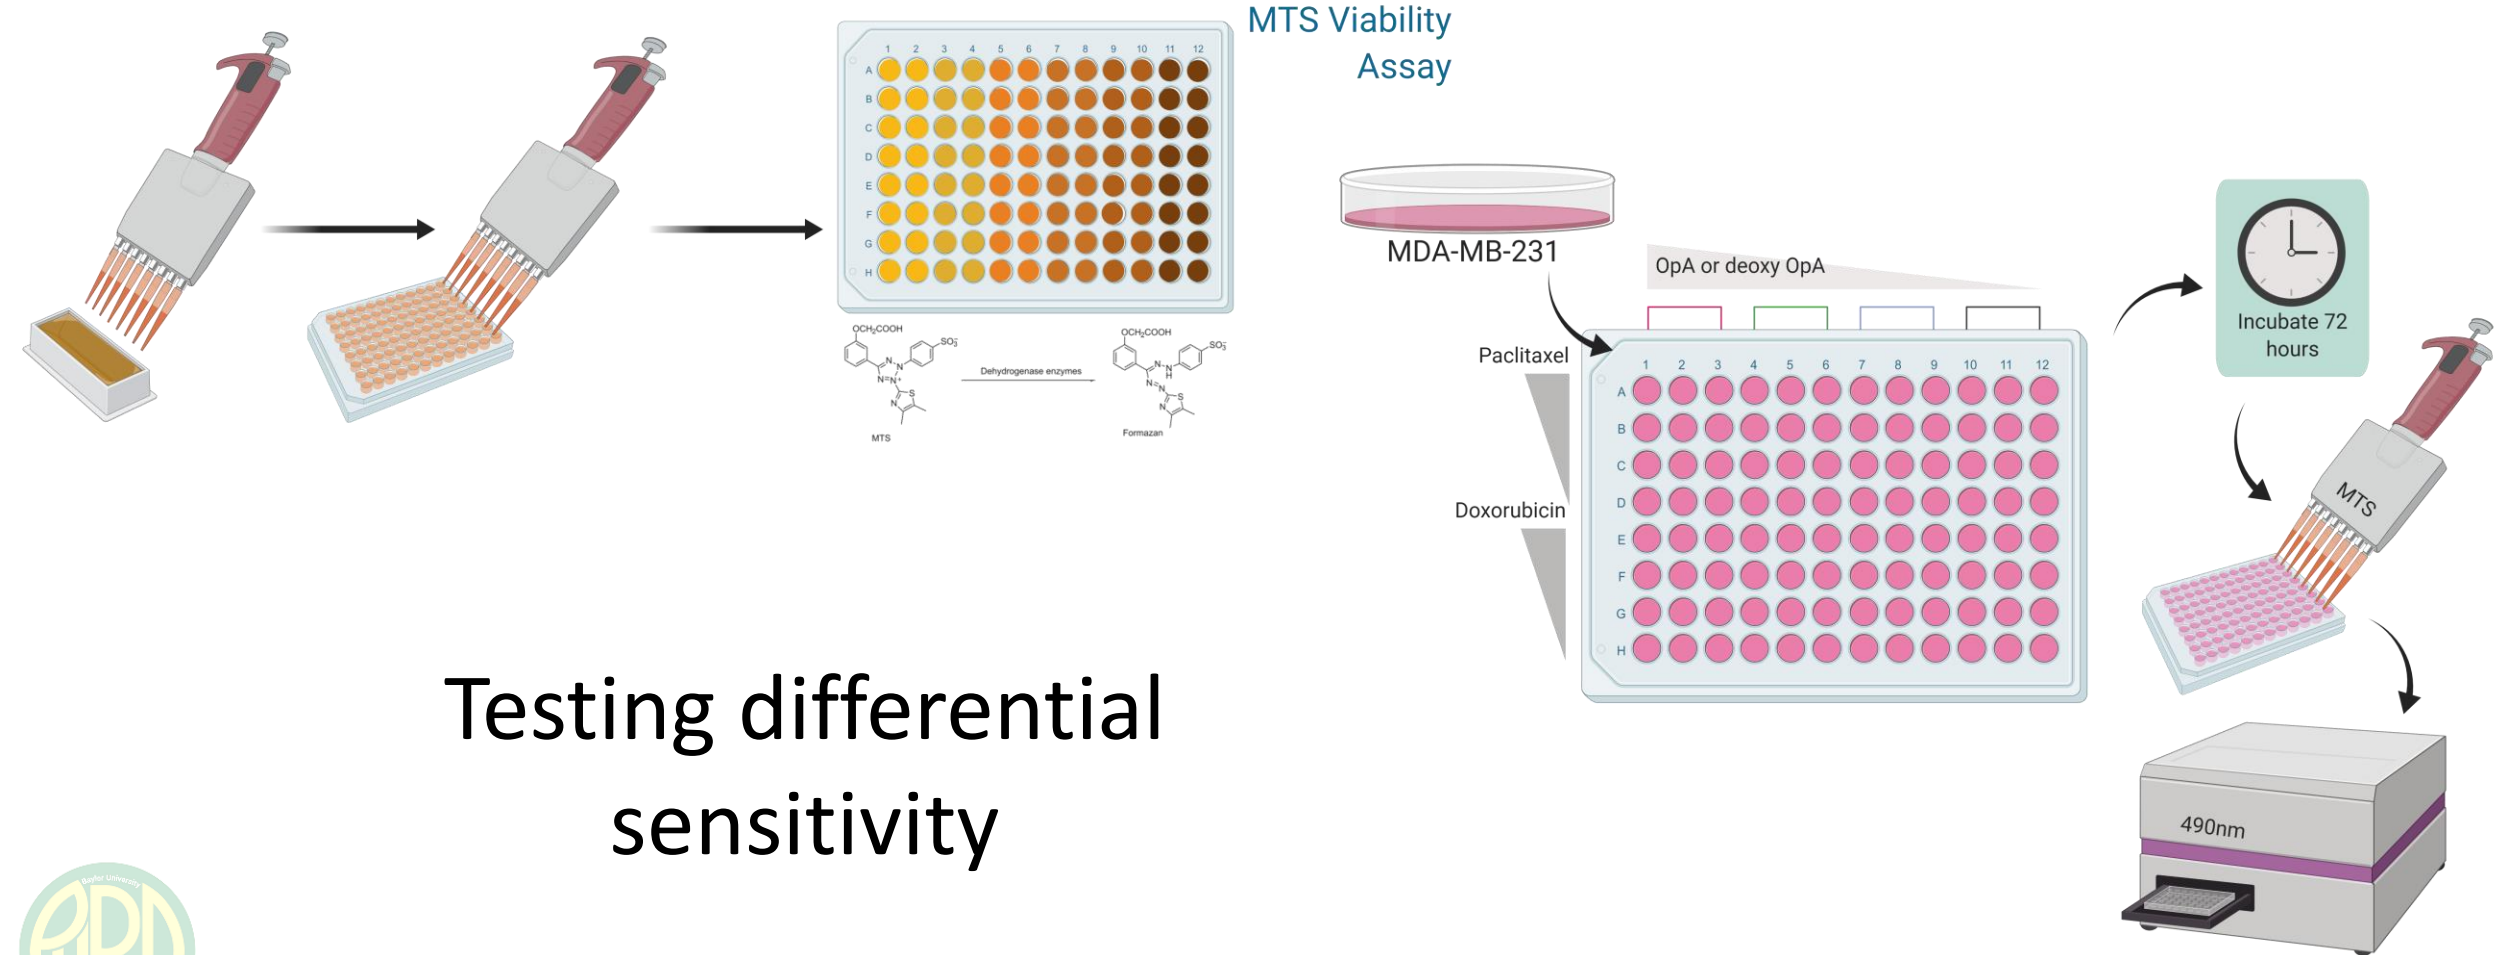 MTS Viability
Assay
1 2 3 4 5 6 7 8 9 10 11 12
A
B
C
D
E
F
G
H
OCH₂COOH
SO₃⁻
N
N
N=N⁺
S
N
MTS
Dehydrogenase enzymes
OCH₂COOH
SO₃⁻
N-N
H
N=N
S
N
Formazan
MDA-MB-231
OpA or deoxy OpA
Paclitaxel
Doxorubicin
1 2 3 4 5 6 7 8 9 10 11 12
A
B
C
D
E
F
G
H
Incubate 72
hours
MTS
490nm
Testing differential
sensitivity
Baylor University